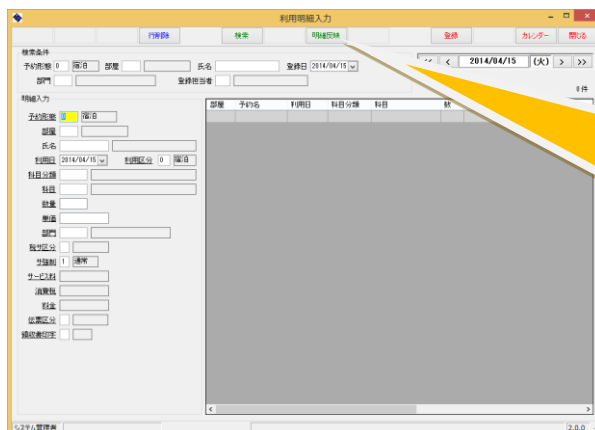 利用明細入力
行削除 検索 明細反映 登録 カレンダー 閉じる
検索条件
予約形態 0 宿泊 部屋 氏名 登録日 2014/04/15
<< < 2014/04/15 (火) > >>
部門 登録担当者
0 件
明細入力
部屋 予約名 利用日 科目分類 科目 数
予約形態 0 宿泊
部屋
氏名
利用日 2014/04/15 利用区分 0 宿泊
科目分類
科目
数量
単価
部門
税サ区分
サ強制 1 通常
サービス料
消費税
料金
伝票区分
領収書印字
システム管理者 2.0.0